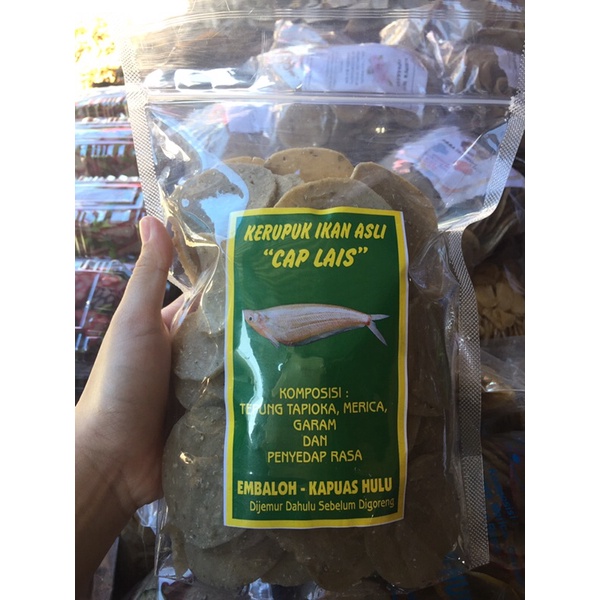 KERUPUK IKAN ASLI
"CAP LAIS"
KOMPOSISI :
TEPUNG TAPIOKA, MERICA,
GARAM
DAN
PENYEDAP RASA
EMBALOH - KAPUAS HULU
Dijemur Dahulu Sebelum Digoreng